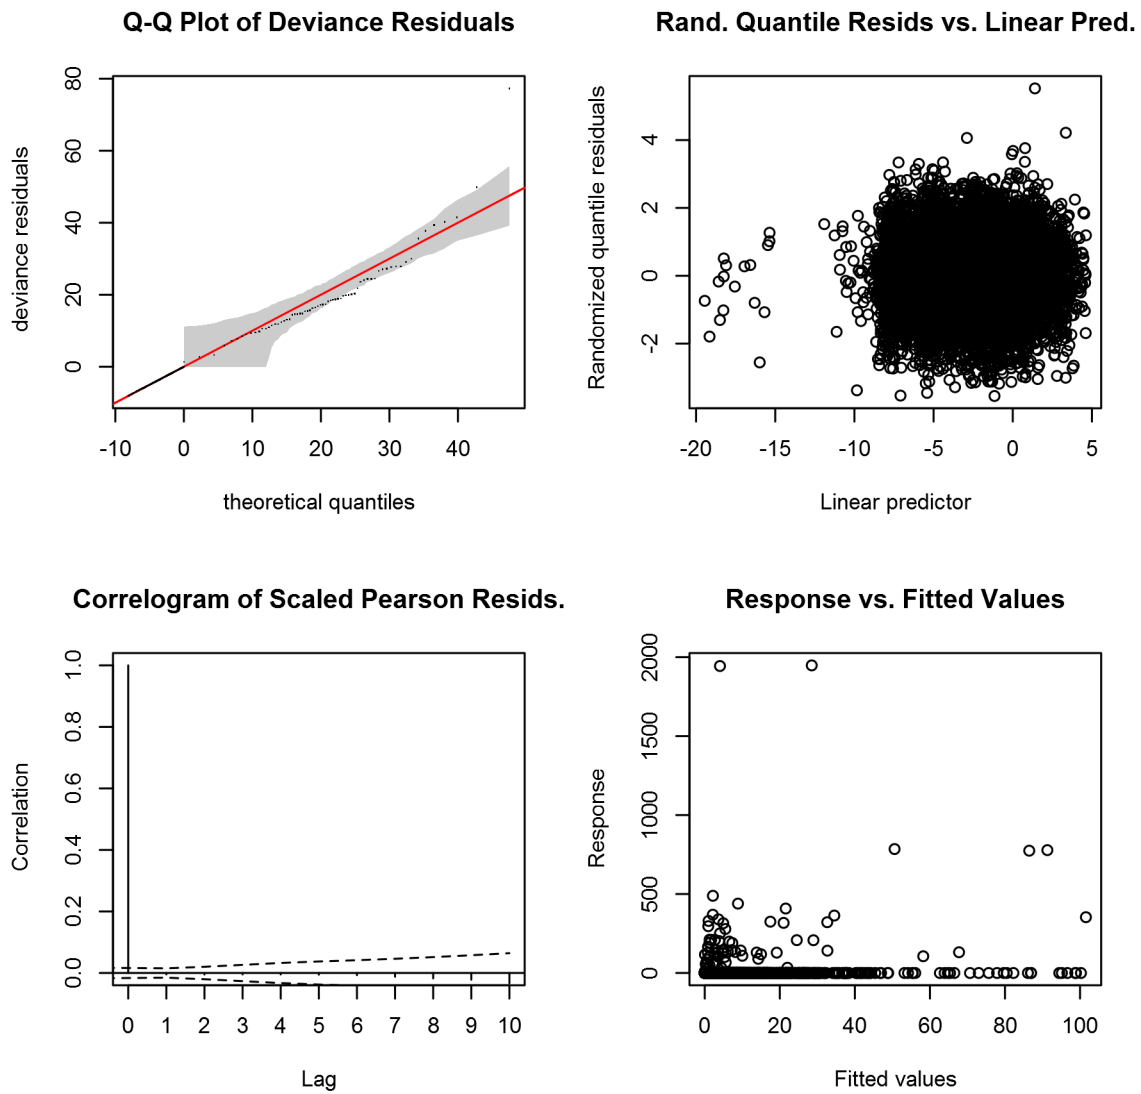 Q-Q Plot of Deviance Residuals
deviance residuals
80
60
40
20
0
-10 0 10 20 30 40
theoretical quantiles
Rand. Quantile Resids vs. Linear Pred.
Randomized quantile residuals
4
2
0
-2
-20 -15 -10 -5 0 5
Linear predictor
Correlogram of Scaled Pearson Resids.
Correlation
1.0
0.8
0.6
0.4
0.2
0.0
0 1 2 3 4 5 6 7 8 9 10
Lag
Response vs. Fitted Values
Response
2000
1500
1000
500
0
0 20 40 60 80 100
Fitted values